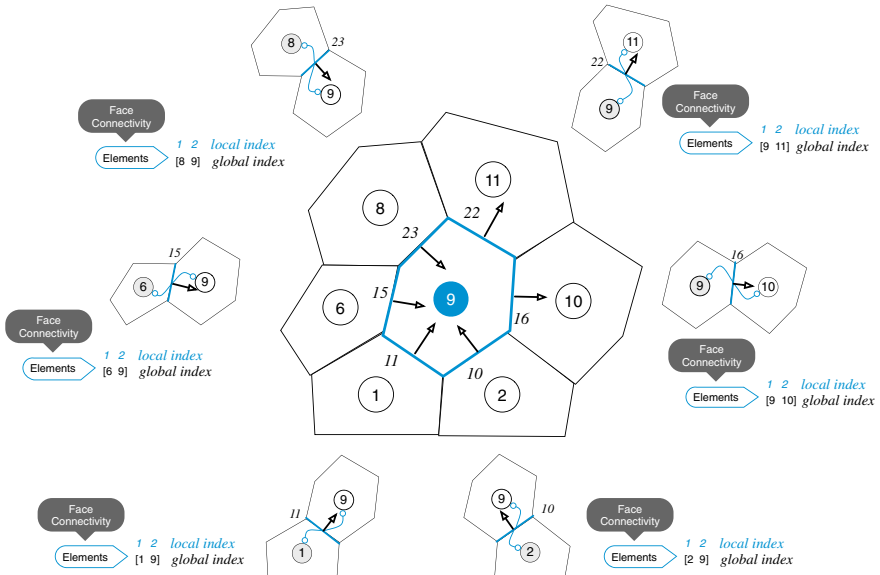 8
23
9
Face
Connectivity
Elements
1 2 local index
[8 9] global index
11
22
9
Face
Connectivity
Elements
1 2 local index
[9 11] global index
11
8
22
23
15
9
6
10
16
11
10
1
2
15
6
9
Face
Connectivity
Elements
1 2 local index
[6 9] global index
16
9
10
Face
Connectivity
Elements
1 2 local index
[9 10] global index
11
9
1
Face
Connectivity
Elements
1 2 local index
[1 9] global index
9
10
2
Face
Connectivity
Elements
1 2 local index
[2 9] global index